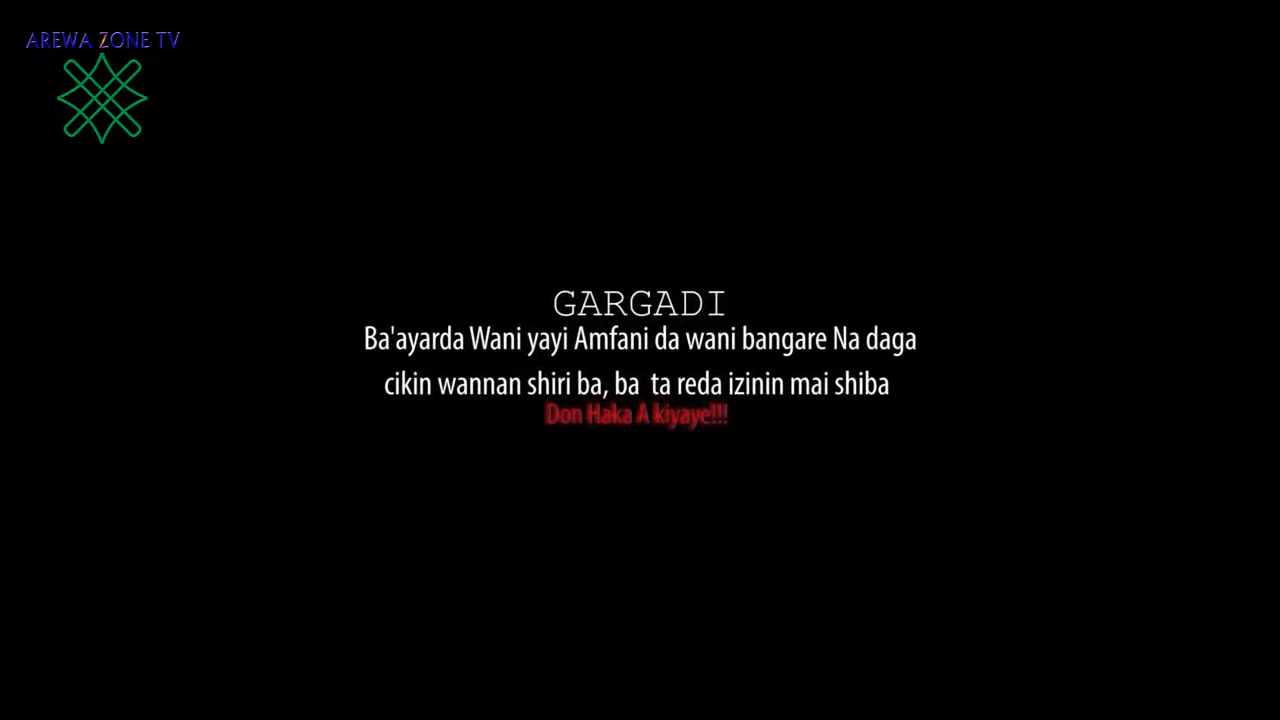 AREWA ZONE TV
GARGADI
Ba'ayarda Wani yayi Amfani da wani bangare Na daga
cikin wannan shiri ba, ba ta reda izinin mai shiba
Don Haka A kiyaye!!!